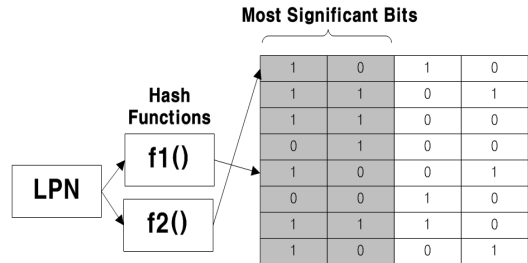 Most Significant Bits
Hash
Functions
LPN
f1()
f2()
1 0 1 0
1 1 0 1
1 1 0 0
0 1 0 0
1 0 0 1
0 0 1 0
1 1 1 0
1 0 0 1